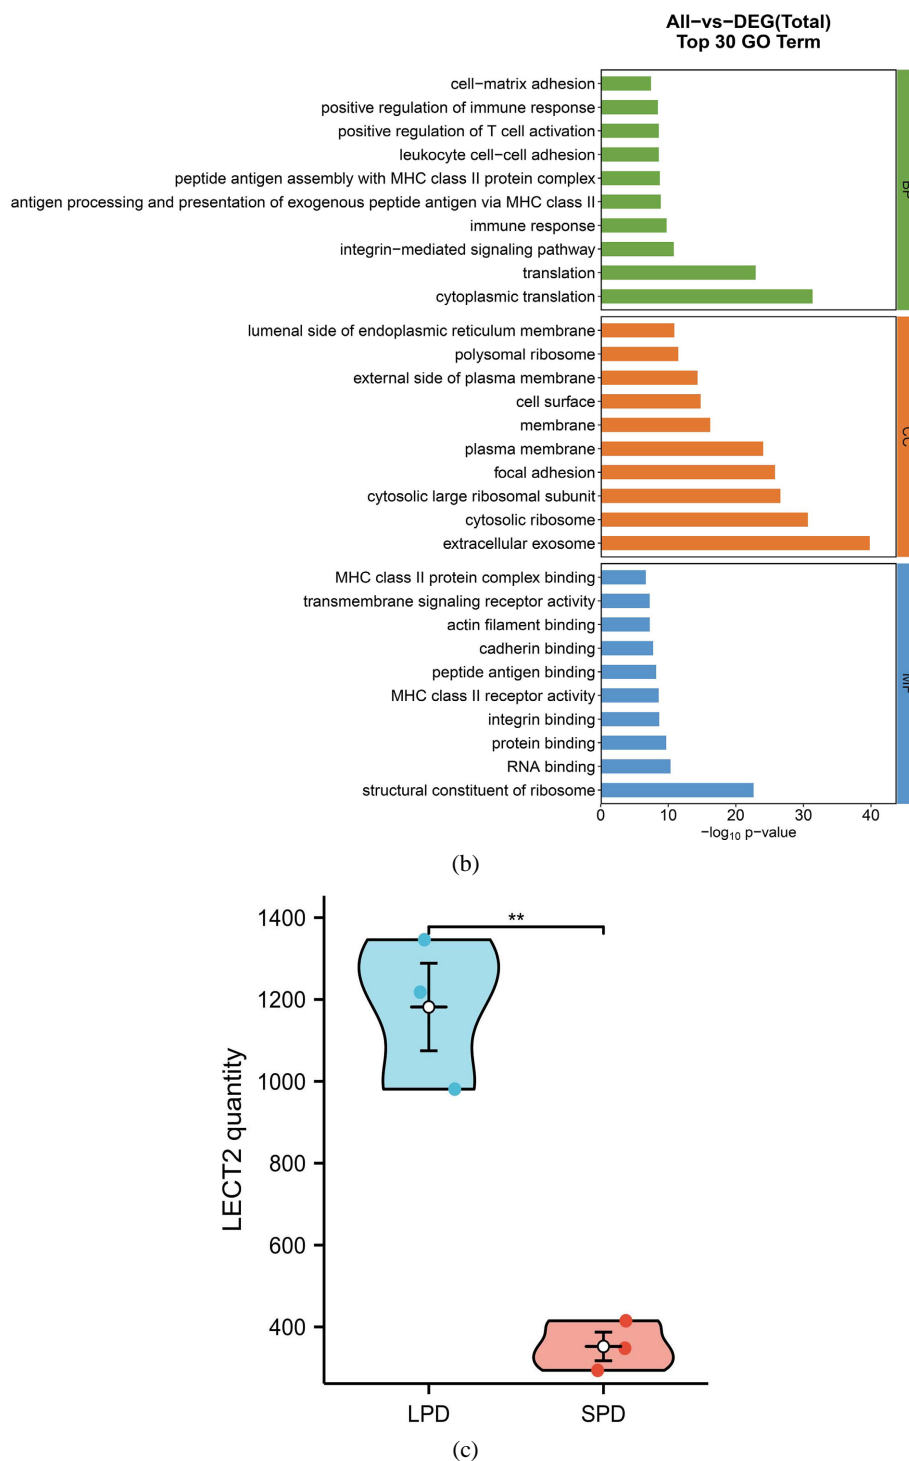 All−vs−DEG(Total)
Top 30 GO Term
cell−matrix adhesion
positive regulation of immune response
positive regulation of T cell activation
leukocyte cell−cell adhesion
peptide antigen assembly with MHC class II protein complex
antigen processing and presentation of exogenous peptide antigen via MHC class II
immune response
integrin−mediated signaling pathway
translation
cytoplasmic translation
BP
lumenal side of endoplasmic reticulum membrane
polysomal ribosome
external side of plasma membrane
cell surface
membrane
plasma membrane
focal adhesion
cytosolic large ribosomal subunit
cytosolic ribosome
extracellular exosome
CC
MHC class II protein complex binding
transmembrane signaling receptor activity
actin filament binding
cadherin binding
peptide antigen binding
MHC class II receptor activity
integrin binding
protein binding
RNA binding
structural constituent of ribosome
MF
0 10 20 30 40
−log₁₀ p−value
(b)
LECT2 quantity
1400
1200
1000
800
600
400
**
LPD SPD
(c)